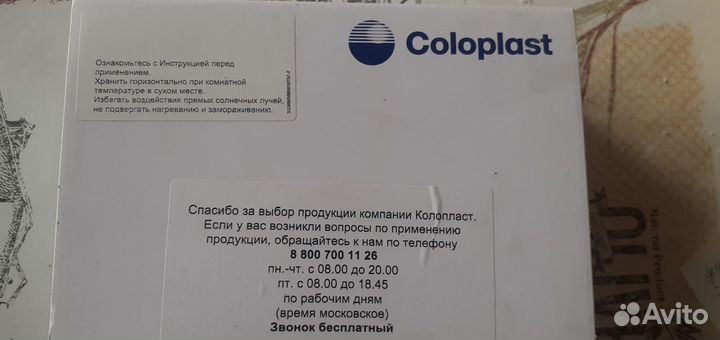 Coloplast
Ознакомьтесь с Инструкцией перед
применением.
Хранить горизонтально при комнатной
температуре в сухом месте.
Избегать воздействия прямых солнечных лучей,
не подвергать нагреванию и замораживанию.
Спасибо за выбор продукции компании Колопласт.
Если у вас возникли вопросы по применению
продукции, обращайтесь к нам по телефону
8 800 700 11 26
пн.-чт. с 08.00 до 20.00
пт. с 08.00 до 18.45
по рабочим дням
(время московское)
Звонок бесплатный
Avito